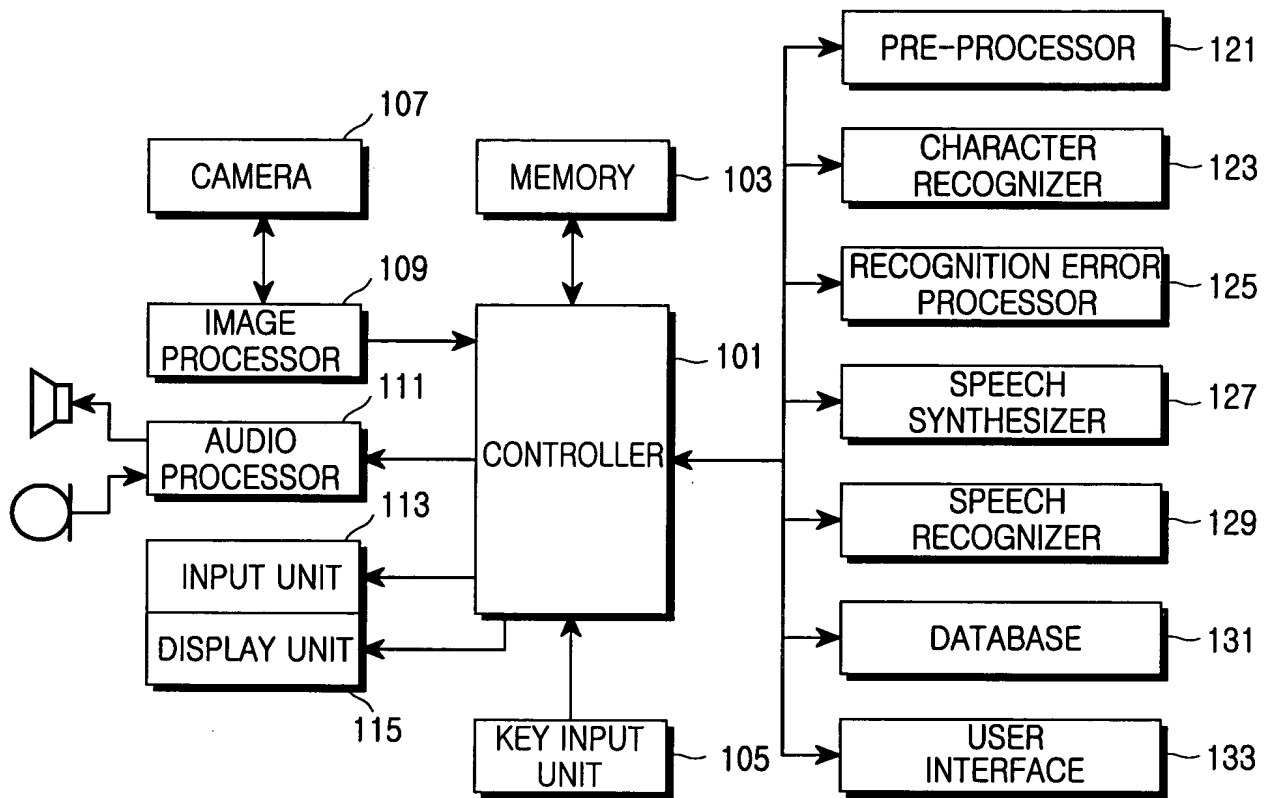 107
CAMERA
109
IMAGE
PROCESSOR
111
AUDIO
PROCESSOR
113
INPUT UNIT
DISPLAY UNIT
115
MEMORY
103
CONTROLLER
101
KEY INPUT
UNIT
105
PRE-PROCESSOR
121
CHARACTER
RECOGNIZER
123
RECOGNITION ERROR
PROCESSOR
125
SPEECH
SYNTHESIZER
127
SPEECH
RECOGNIZER
129
DATABASE
131
USER
INTERFACE
133